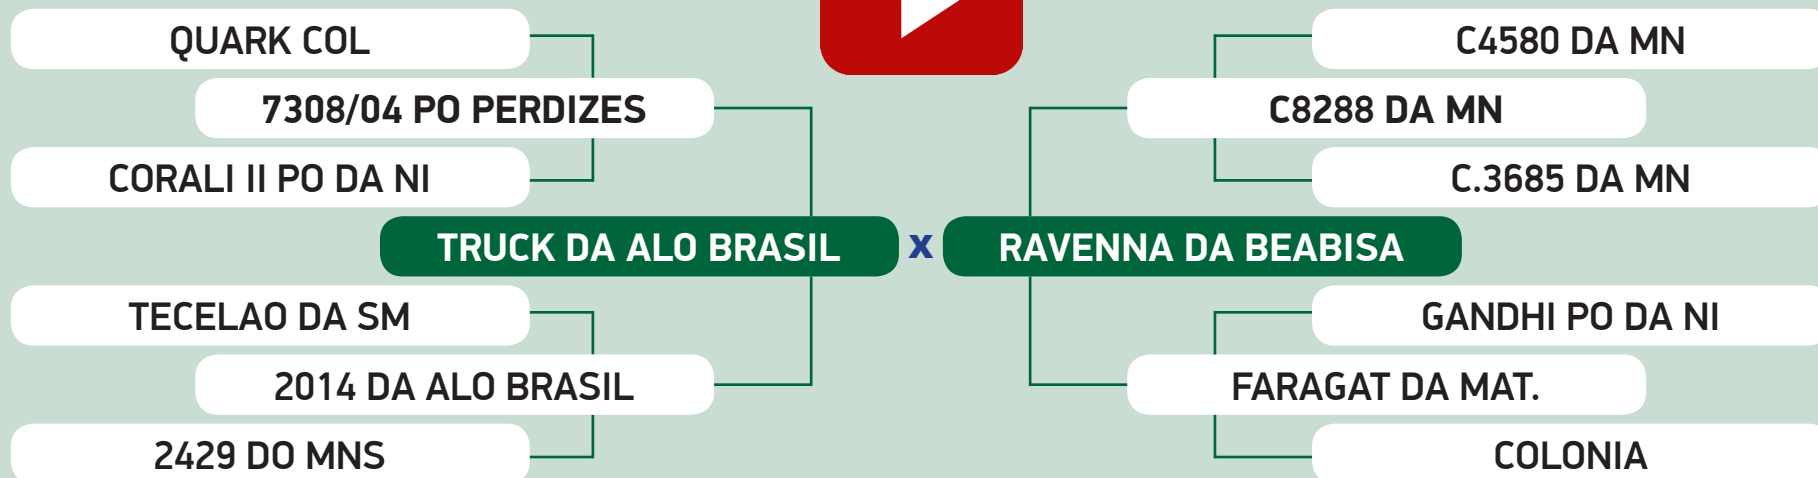 QUARK COL
C4580 DA MN
7308/04 PO PERDIZES
C8288 DA MN
CORALI II PO DA NI
C.3685 DA MN
TRUCK DA ALO BRASIL x RAVENNA DA BEABISA
TECELAO DA SM
GANDHI PO DA NI
2014 DA ALO BRASIL
FARAGAT DA MAT.
2429 DO MNS
COLONIA